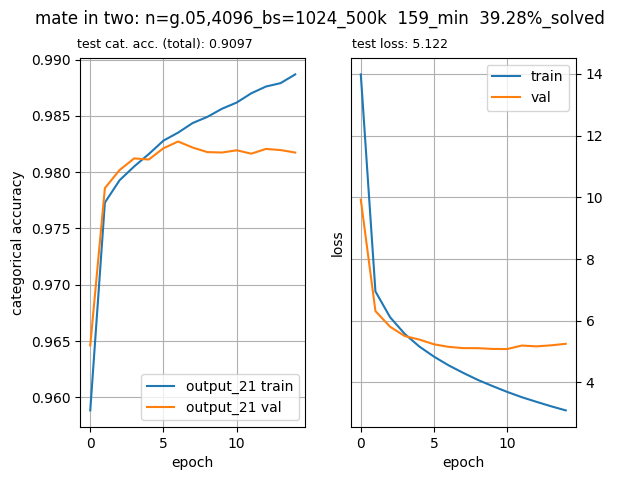 mate in two: n=g.05,4096_bs=1024_500k  159_min  39.28%_solved
test cat. acc. (total): 0.9097
test loss: 5.122
categorical accuracy
0.990
0.985
0.980
0.975
0.970
0.965
0.960
output_21 train
output_21 val
0
5
10
epoch
loss
train
val
14
12
10
8
6
4
0
5
10
epoch